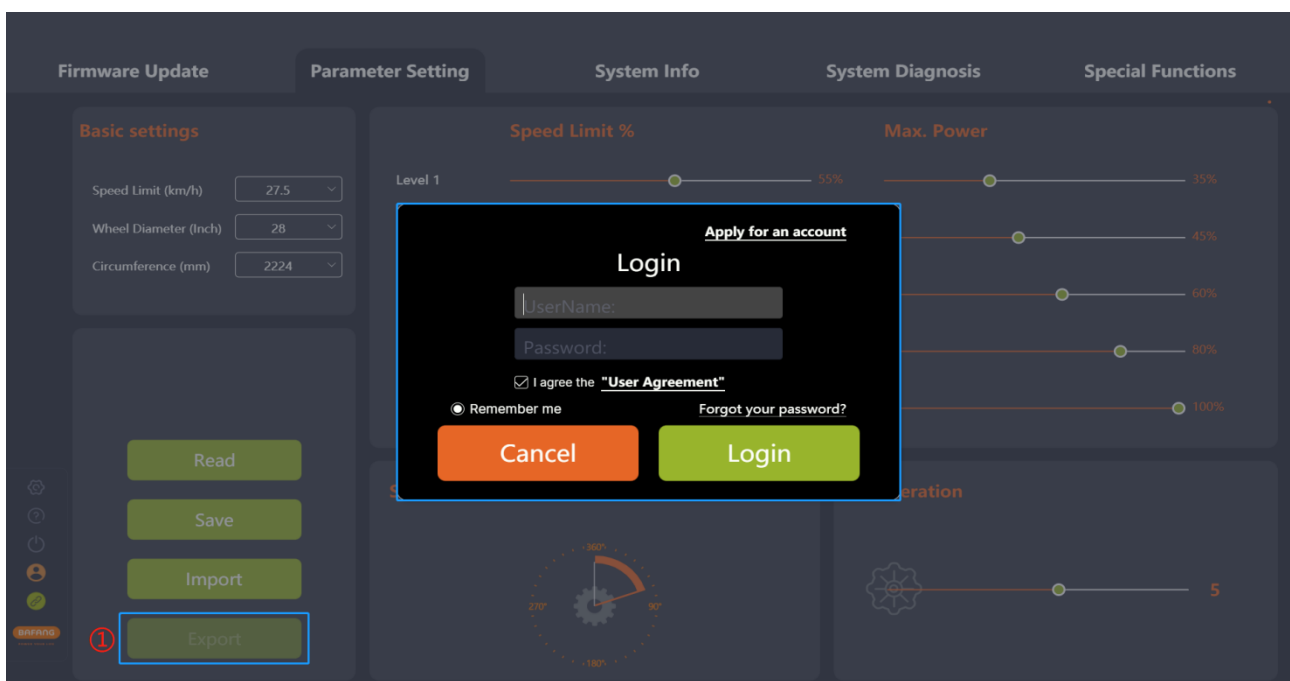 Firmware Update
Parameter Setting
System Info
System Diagnosis
Special Functions
Basic settings
Speed Limit (km/h)
27.5
Wheel Diameter (Inch)
28
Circumference (mm)
2224
Speed Limit %
Max. Power
Level 1
55%
35%
45%
60%
80%
100%
Apply for an account
Login
UserName:
Password:
I agree the "User Agreement"
Remember me
Forgot your password?
Cancel
Login
Read
Save
Import
① Export
BAFANG
S
360°
90°
180°
270°
eration
5